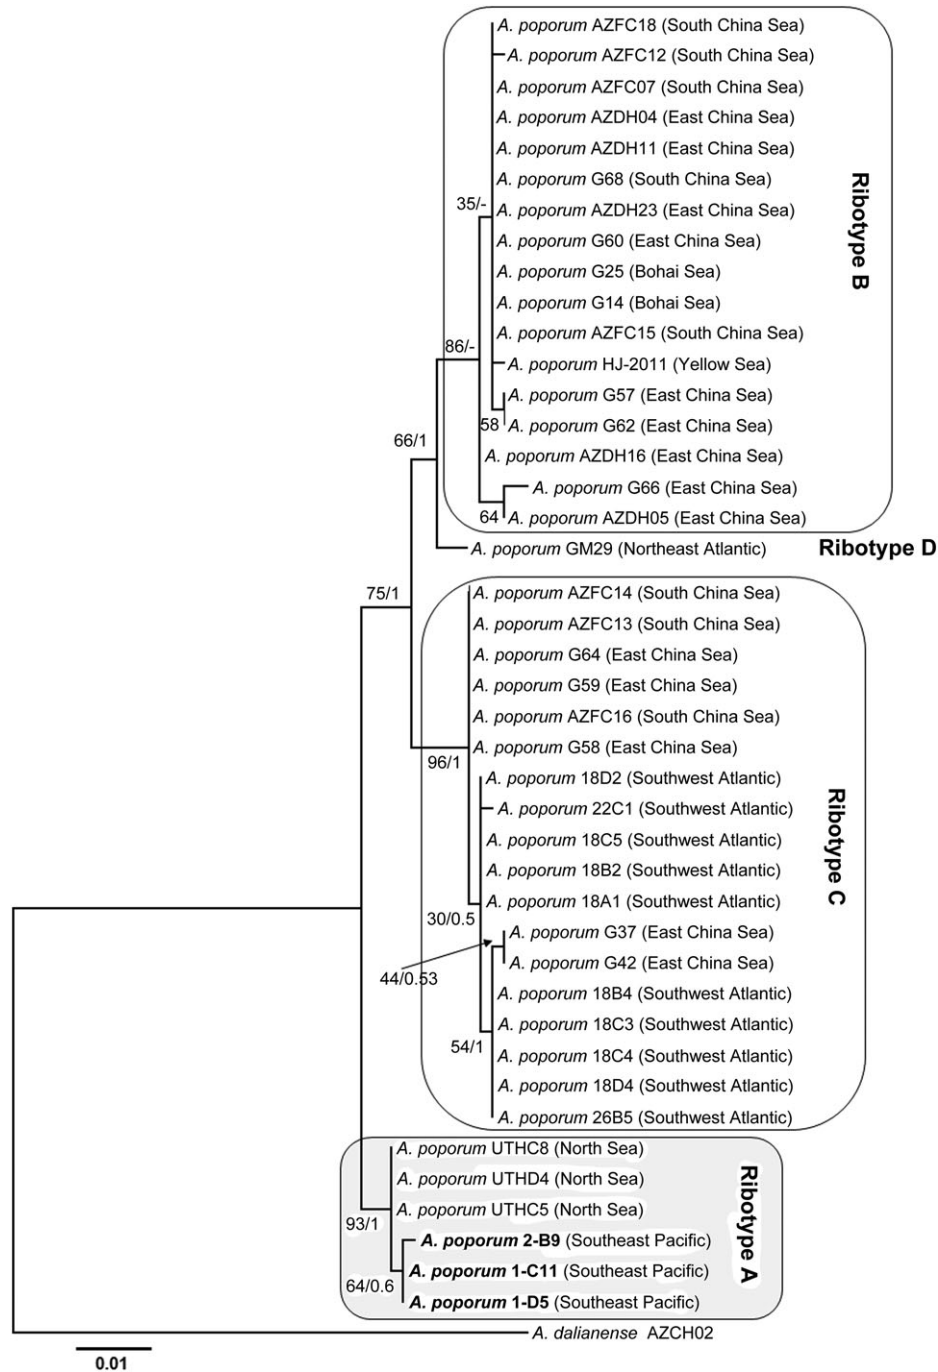 A. poporum AZFC18 (South China Sea)
A. poporum AZFC12 (South China Sea)
A. poporum AZFC07 (South China Sea)
A. poporum AZDH04 (East China Sea)
A. poporum AZDH11 (East China Sea)
A. poporum G68 (South China Sea)
35/-
A. poporum AZDH23 (East China Sea)
A. poporum G60 (East China Sea)
A. poporum G25 (Bohai Sea)
A. poporum G14 (Bohai Sea)
A. poporum AZFC15 (South China Sea)
86/-
A. poporum HJ-2011 (Yellow Sea)
A. poporum G57 (East China Sea)
58
A. poporum G62 (East China Sea)
A. poporum AZDH16 (East China Sea)
A. poporum G66 (East China Sea)
64
A. poporum AZDH05 (East China Sea)
Ribotype B
66/1
A. poporum GM29 (Northeast Atlantic)
Ribotype D
75/1
A. poporum AZFC14 (South China Sea)
A. poporum AZFC13 (South China Sea)
A. poporum G64 (East China Sea)
A. poporum G59 (East China Sea)
A. poporum AZFC16 (South China Sea)
A. poporum G58 (East China Sea)
96/1
A. poporum 18D2 (Southwest Atlantic)
A. poporum 22C1 (Southwest Atlantic)
A. poporum 18C5 (Southwest Atlantic)
A. poporum 18B2 (Southwest Atlantic)
A. poporum 18A1 (Southwest Atlantic)
30/0.5
A. poporum G37 (East China Sea)
A. poporum G42 (East China Sea)
44/0.53
A. poporum 18B4 (Southwest Atlantic)
A. poporum 18C3 (Southwest Atlantic)
54/1
A. poporum 18C4 (Southwest Atlantic)
A. poporum 18D4 (Southwest Atlantic)
A. poporum 26B5 (Southwest Atlantic)
Ribotype C
A. poporum UTHC8 (North Sea)
A. poporum UTHD4 (North Sea)
A. poporum UTHC5 (North Sea)
93/1
A. poporum 2-B9 (Southeast Pacific)
A. poporum 1-C11 (Southeast Pacific)
64/0.6
A. poporum 1-D5 (Southeast Pacific)
Ribotype A
A. dalianense AZCH02
0.01